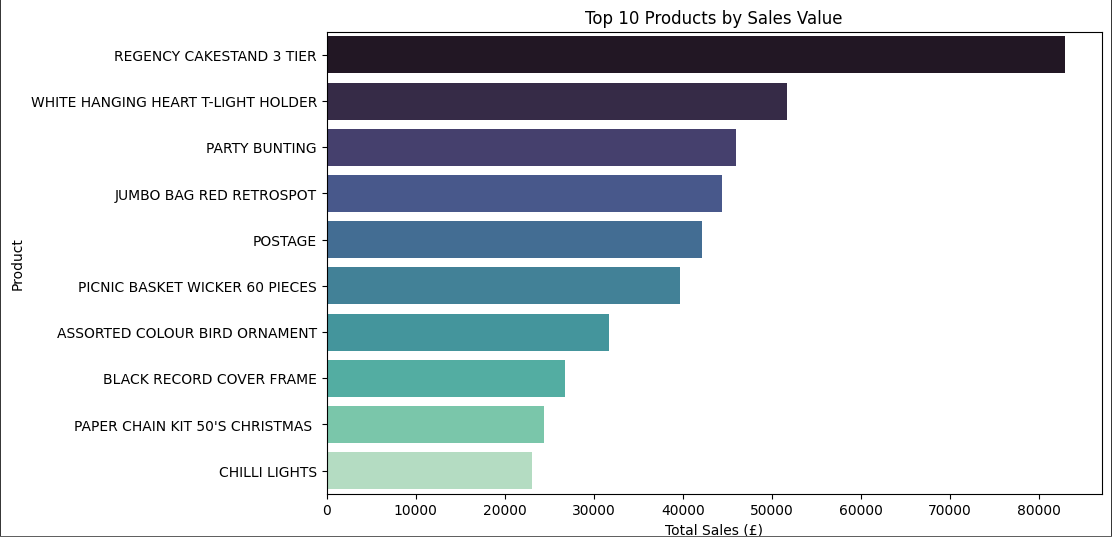 Top 10 Products by Sales Value
REGENCY CAKESTAND 3 TIER
WHITE HANGING HEART T-LIGHT HOLDER
PARTY BUNTING
JUMBO BAG RED RETROSPOT
POSTAGE
PICNIC BASKET WICKER 60 PIECES
ASSORTED COLOUR BIRD ORNAMENT
BLACK RECORD COVER FRAME
PAPER CHAIN KIT 50'S CHRISTMAS
CHILLI LIGHTS
Product
0 10000 20000 30000 40000 50000 60000 70000 80000
Total Sales (£)